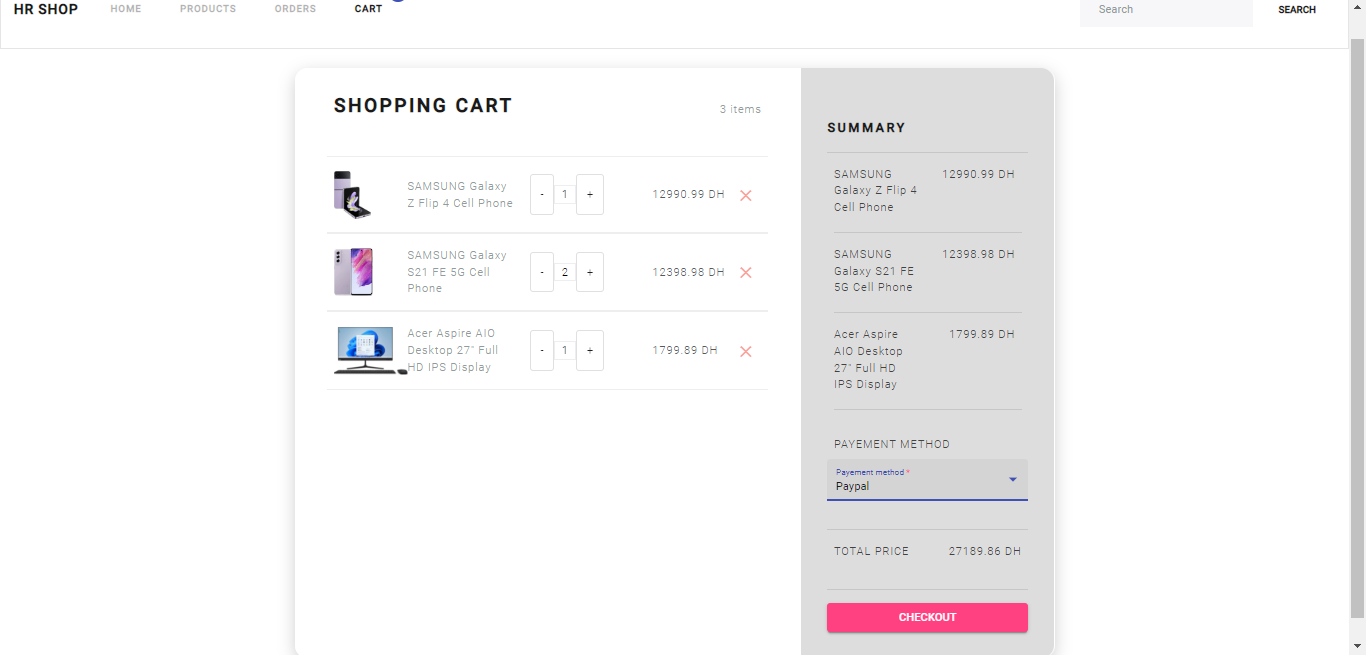 HR SHOP HOME PRODUCTS ORDERS CART Search SEARCH
SHOPPING CART
3 items
SAMSUNG Galaxy
Z Flip 4 Cell Phone
- 1 +
12990.99 DH
SAMSUNG Galaxy
S21 FE 5G Cell
Phone
- 2 +
12398.98 DH
Acer Aspire AIO
Desktop 27" Full
HD IPS Display
- 1 +
1799.89 DH
SUMMARY
SAMSUNG
Galaxy Z Flip 4
Cell Phone
12990.99 DH
SAMSUNG
Galaxy S21 FE
5G Cell Phone
12398.98 DH
Acer Aspire
AIO Desktop
27" Full HD
IPS Display
1799.89 DH
PAYEMENT METHOD
Payement method *
Paypal
TOTAL PRICE 27189.86 DH
CHECKOUT